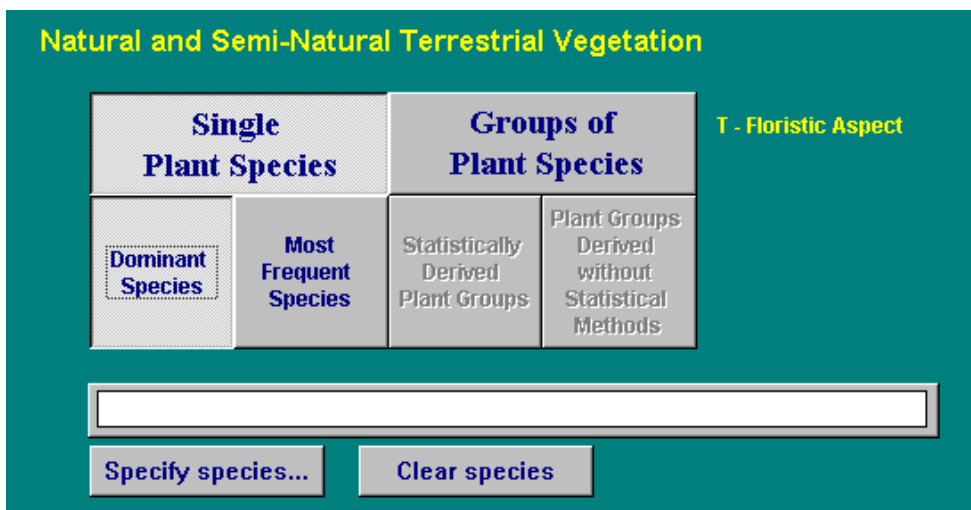 Natural and Semi-Natural Terrestrial Vegetation
Single
Plant Species
Groups of
Plant Species
T - Floristic Aspect
Dominant
Species
Most
Frequent
Species
Statistically
Derived
Plant Groups
Plant Groups
Derived
without
Statistical
Methods
Specify species...
Clear species